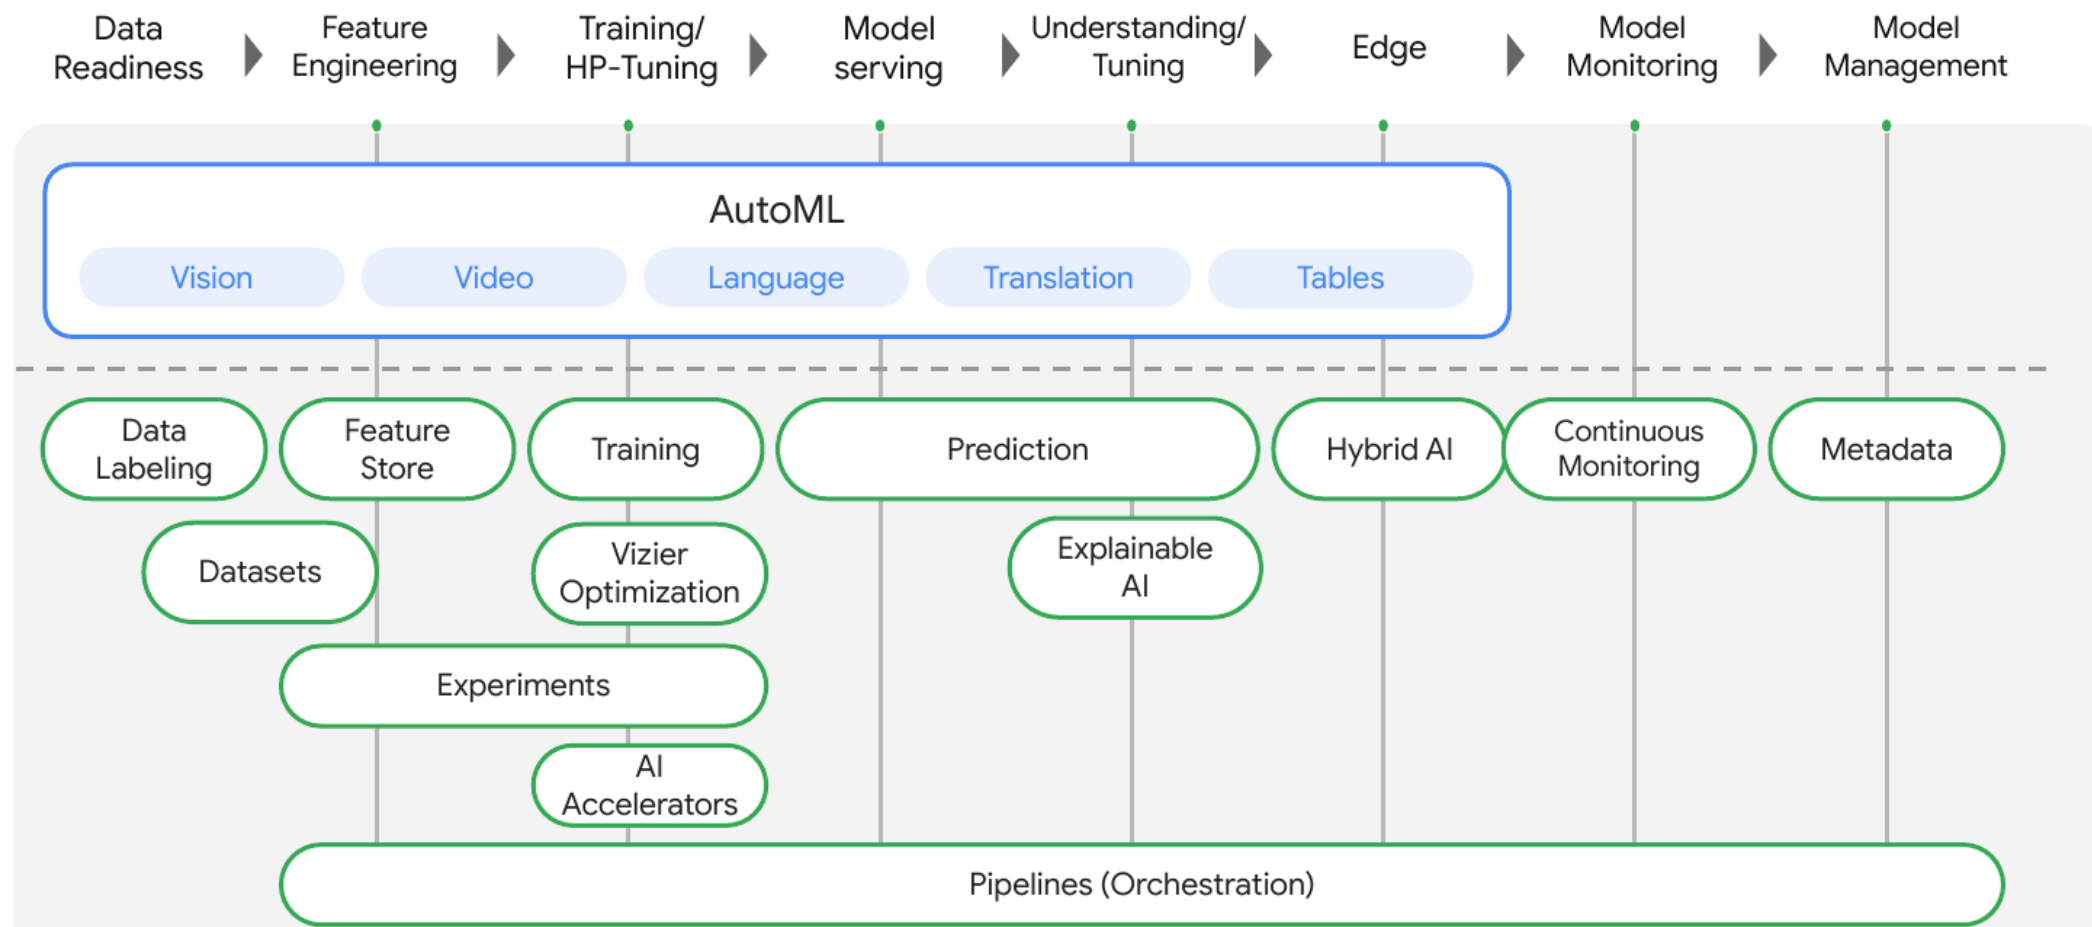 Data
Readiness
Feature
Engineering
Training/
HP-Tuning
Model
serving
Understanding/
Tuning
Edge
Model
Monitoring
Model
Management
AutoML
Vision
Video
Language
Translation
Tables
Data
Labeling
Feature
Store
Training
Prediction
Hybrid AI
Continuous
Monitoring
Metadata
Datasets
Vizier
Optimization
Explainable
AI
Experiments
AI
Accelerators
Pipelines (Orchestration)